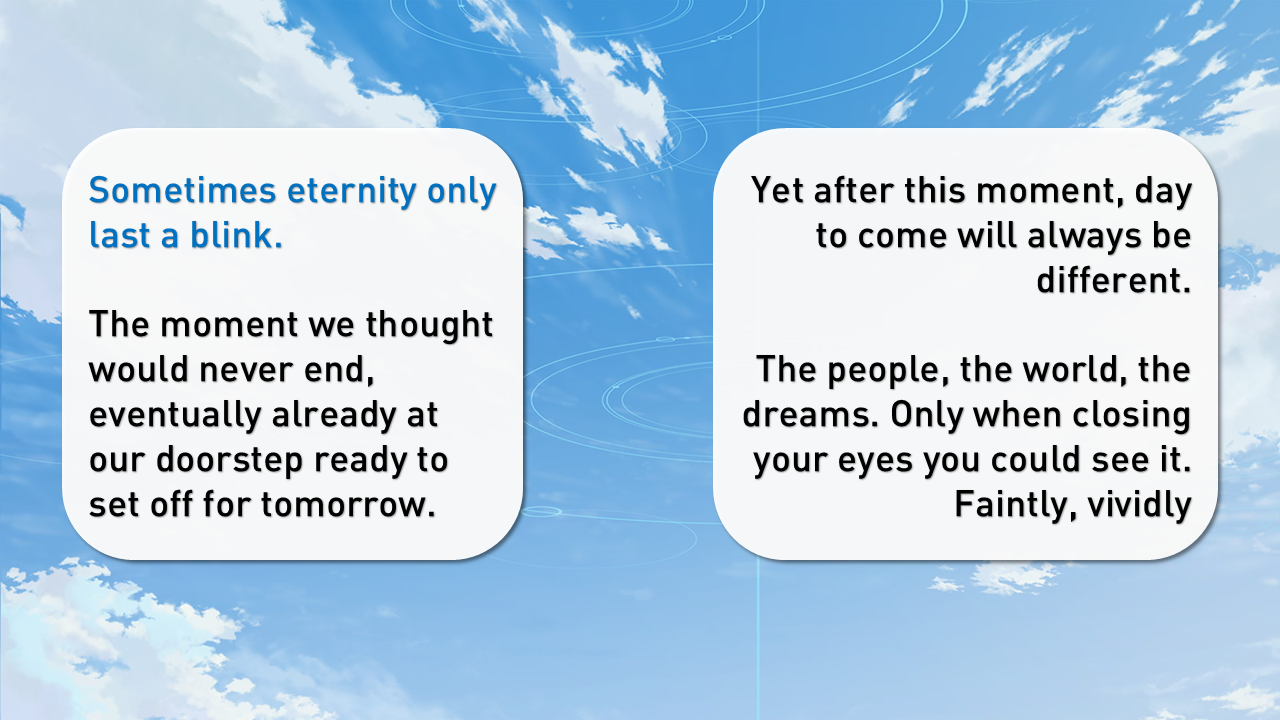 Sometimes eternity only
last a blink.
The moment we thought
would never end,
eventually already at
our doorstep ready to
set off for tomorrow.
Yet after this moment, day
to come will always be
different.
The people, the world, the
dreams. Only when closing
your eyes you could see it.
Faintly, vividly